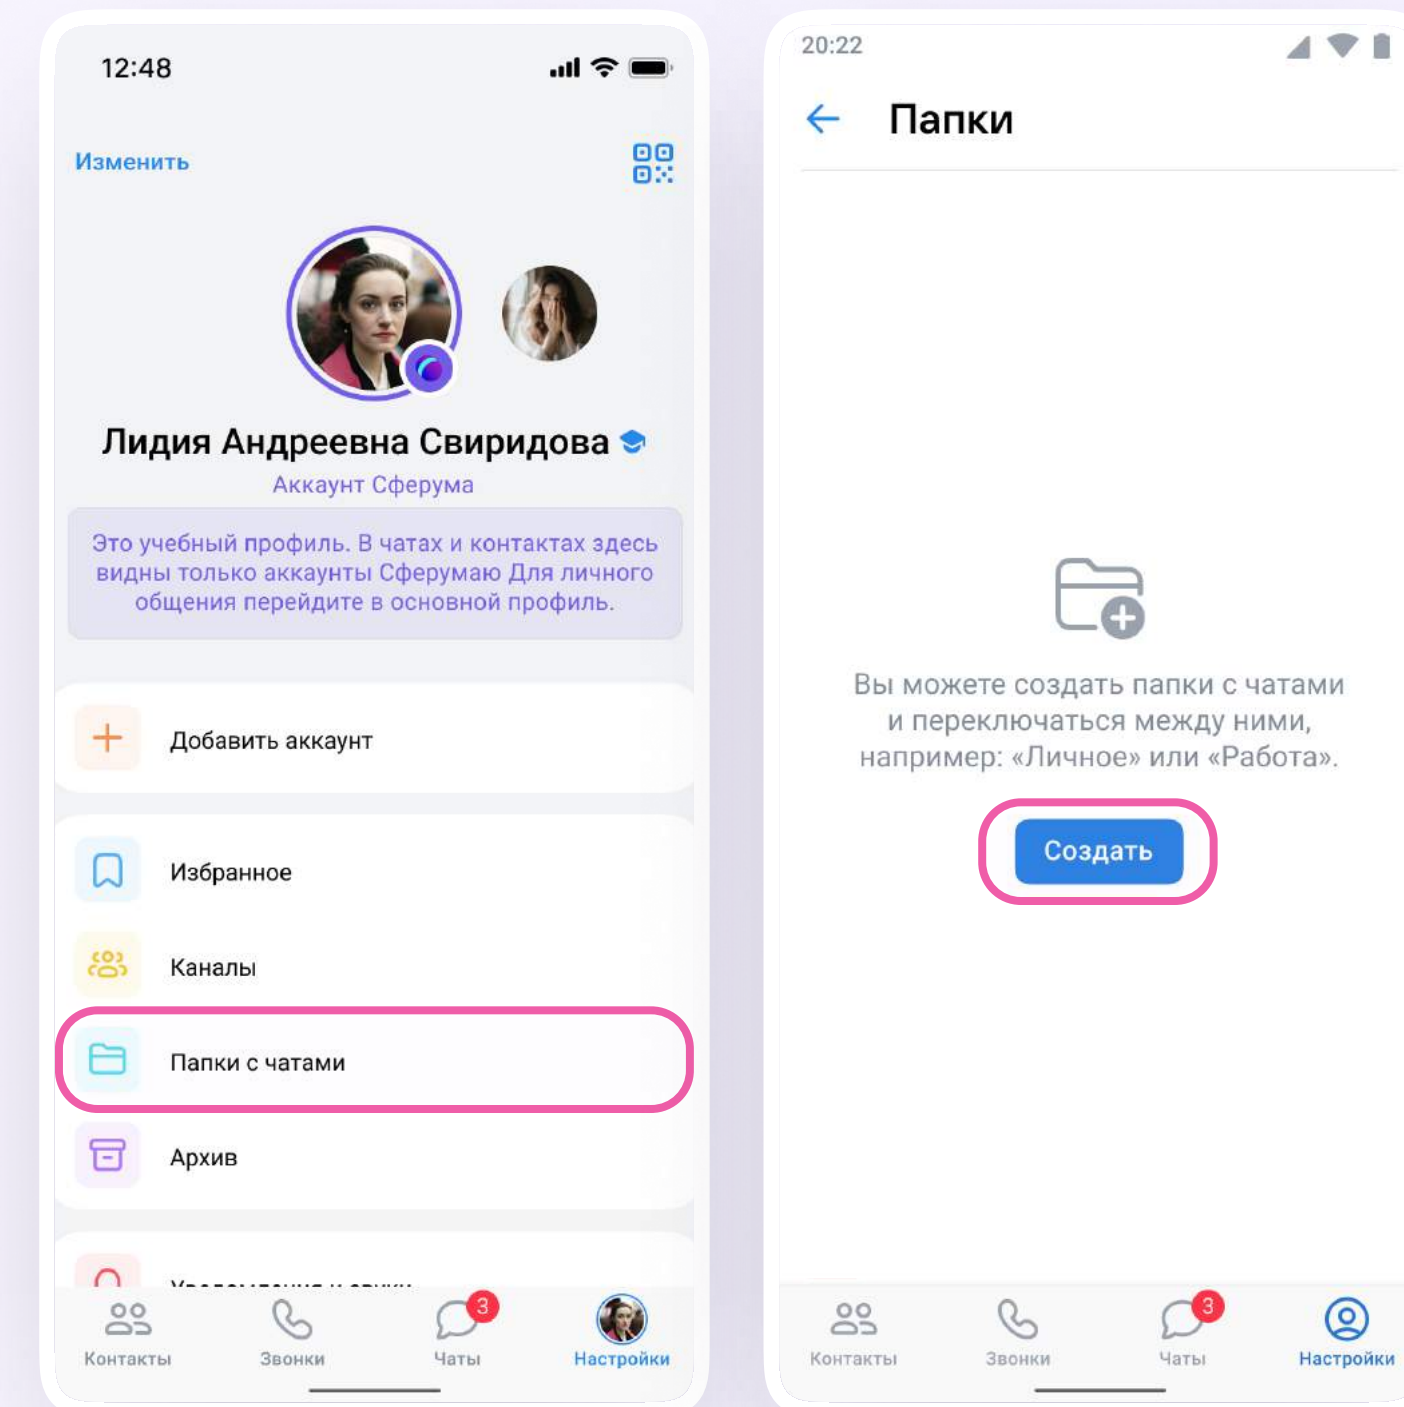 12:48
Изменить
Лидия Андреевна Свиридова
Аккаунт Сферума
Это учебный профиль. В чатах и контактах здесь
видны только аккаунты Сферумаю Для личного
общения перейдите в основной профиль.
Добавить аккаунт
Избранное
Каналы
Папки с чатами
Архив
Уведомления и звуки
3
Контакты
Звонки
Чаты
Настройки
20:22
Папки
Вы можете создать папки с чатами
и переключаться между ними,
например: «Личное» или «Работа».
Создать
3
Контакты
Звонки
Чаты
Настройки